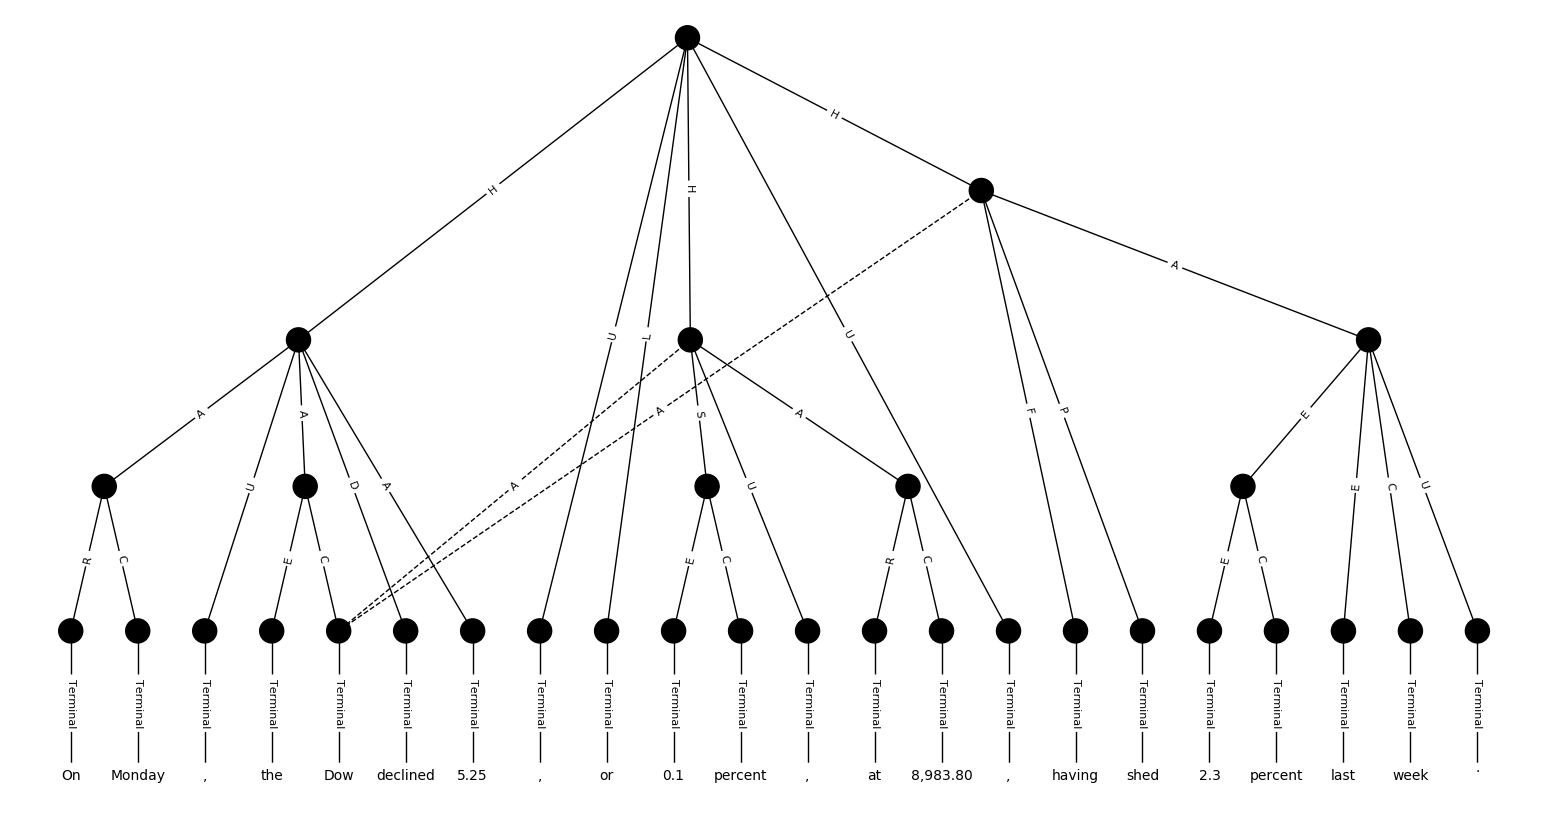 H
H
H
U
L
U
A
A
U
A
D
A
A
A
S
U
A
F
P
E
E
C
U
R
C
E
C
E
C
R
C
E
C
Terminal Terminal Terminal Terminal Terminal Terminal Terminal Terminal Terminal Terminal Terminal Terminal Terminal Terminal Terminal Terminal Terminal Terminal Terminal Terminal Terminal Terminal
On Monday , the Dow declined 5.25 , or 0.1 percent , at 8,983.80 , having shed 2.3 percent last week .